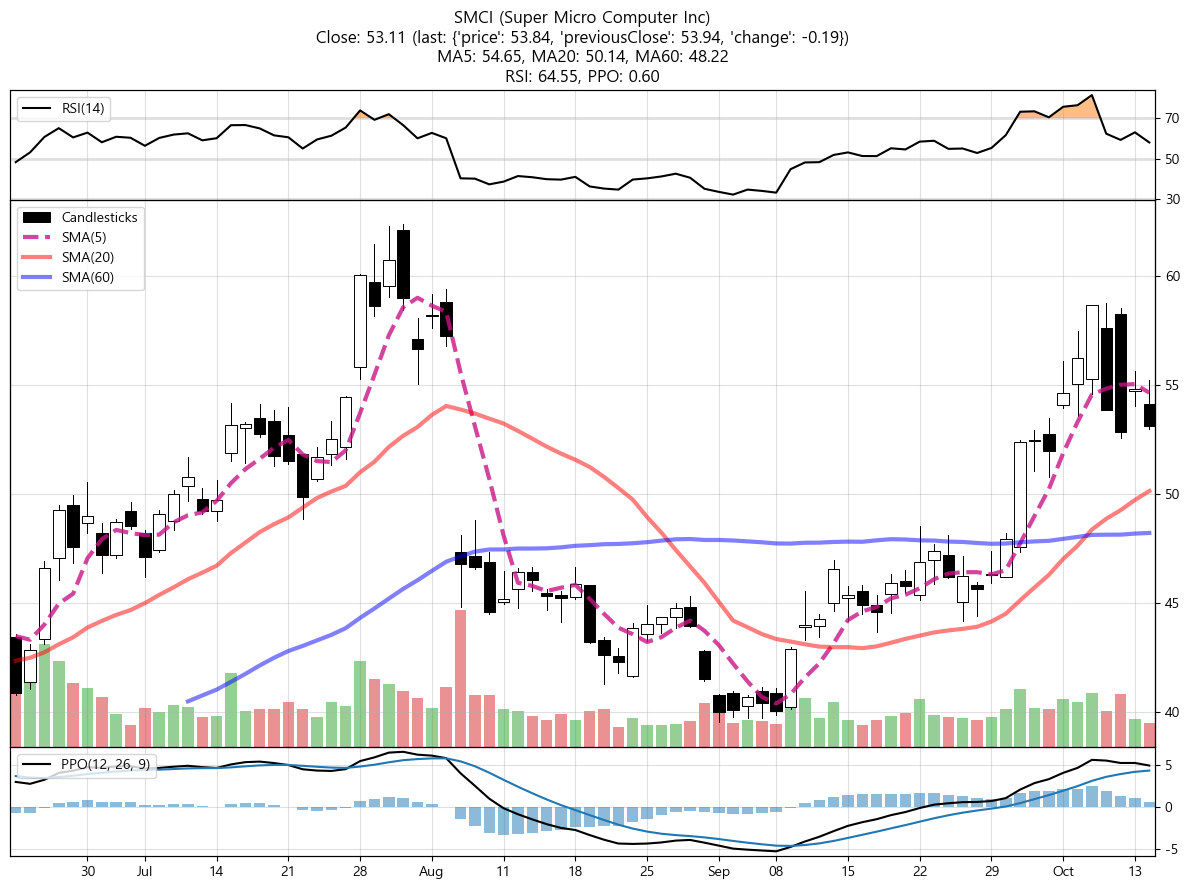 SMCI (Super Micro Computer Inc)
Close: 53.11 (last: {'price': 53.84, 'previousClose': 53.94, 'change': -0.19})
MA5: 54.65, MA20: 50.14, MA60: 48.22
RSI: 64.55, PPO: 0.60
RSI(14)
70
50
30
Candlesticks
SMA(5)
SMA(20)
SMA(60)
60
55
50
45
40
PPO(12, 26, 9)
5
0
-5
30 Jul 14 21 28 Aug 11 18 25 Sep 08 15 22 29 Oct 13